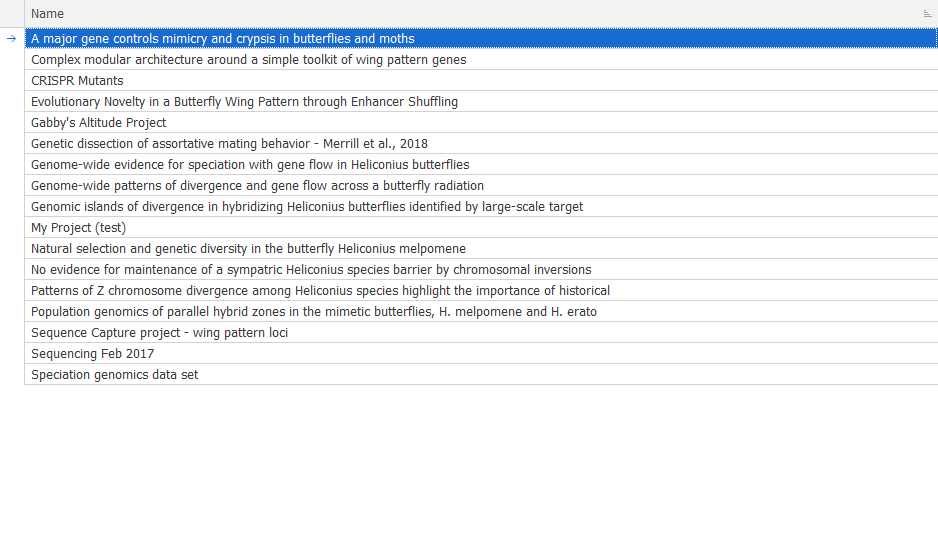 Name
A major gene controls mimicry and crypsis in butterflies and moths
Complex modular architecture around a simple toolkit of wing pattern genes
CRISPR Mutants
Evolutionary Novelty in a Butterfly Wing Pattern through Enhancer Shuffling
Gabby's Altitude Project
Genetic dissection of assortative mating behavior - Merrill et al., 2018
Genome-wide evidence for speciation with gene flow in Heliconius butterflies
Genome-wide patterns of divergence and gene flow across a butterfly radiation
Genomic islands of divergence in hybridizing Heliconius butterflies identified by large-scale target
My Project (test)
Natural selection and genetic diversity in the butterfly Heliconius melpomene
No evidence for maintenance of a sympatric Heliconius species barrier by chromosomal inversions
Patterns of Z chromosome divergence among Heliconius species highlight the importance of historical
Population genomics of parallel hybrid zones in the mimetic butterflies, H. melpomene and H. erato
Sequence Capture project - wing pattern loci
Sequencing Feb 2017
Speciation genomics data set